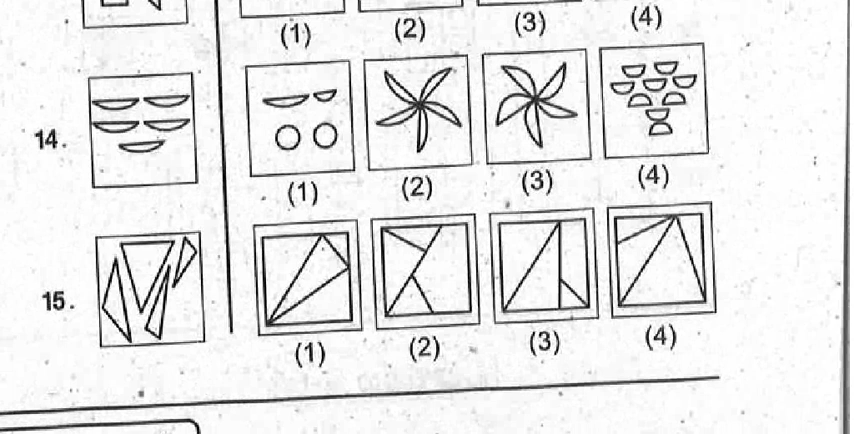 (1) (2) (3) (4)
14.
(1) (2) (3) (4)
15.
(1) (2) (3) (4)